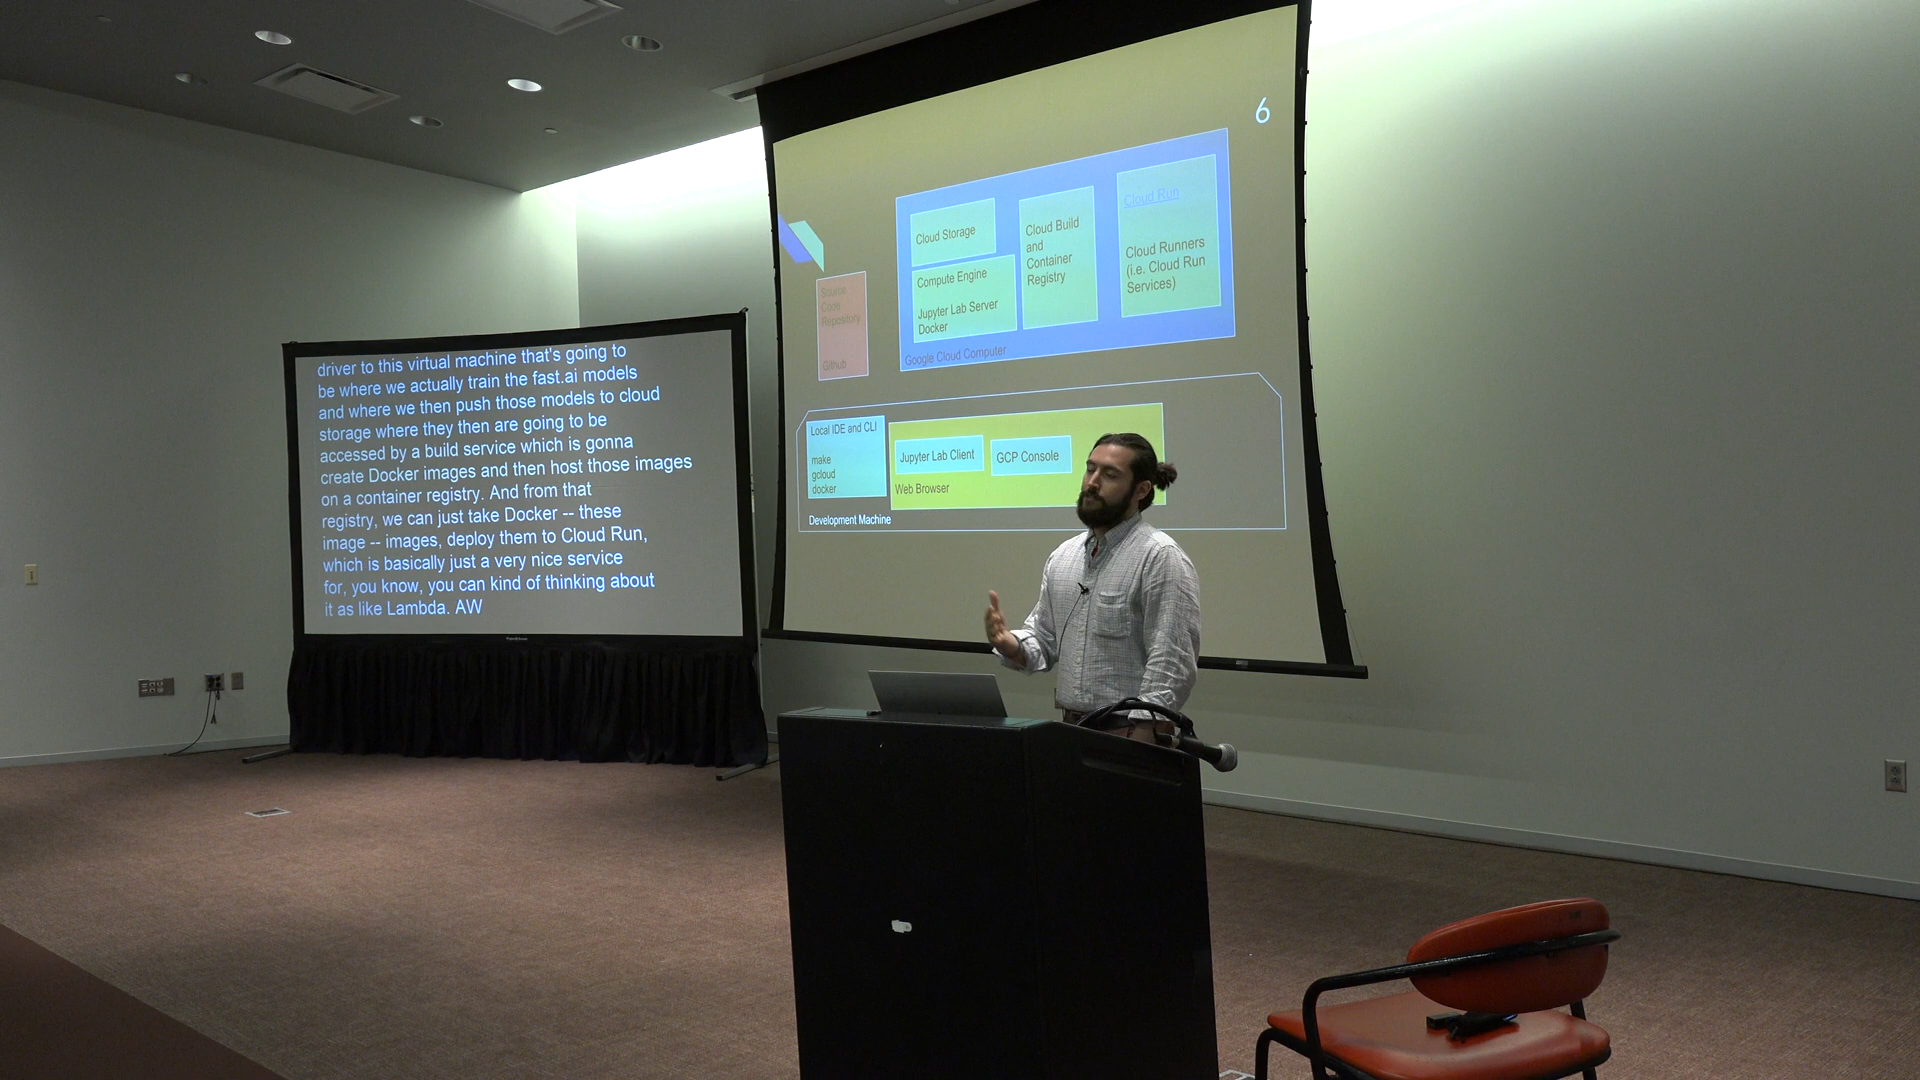 driver to this virtual machine that's going to
be where we actually train the fast.ai models
and where we then push those models to cloud
storage where they then are going to be
accessed by a build service which is gonna
create Docker images and then host those images
on a container registry. And from that
registry, we can just take Docker -- these
image -- images, deploy them to Cloud Run,
which is basically just a very nice service
for, you know, you can kind of thinking about
it as like Lambda. AW
6
Source
Code
Repository
Github
Cloud Storage
Compute Engine
Jupyter Lab Server
Docker
Cloud Build
and
Container
Registry
Cloud Run
Cloud Runners
(i.e. Cloud Run
Services)
Google Cloud Computer
Local IDE and CLI
make
gcloud
docker
Jupyter Lab Client
GCP Console
Web Browser
Development Machine